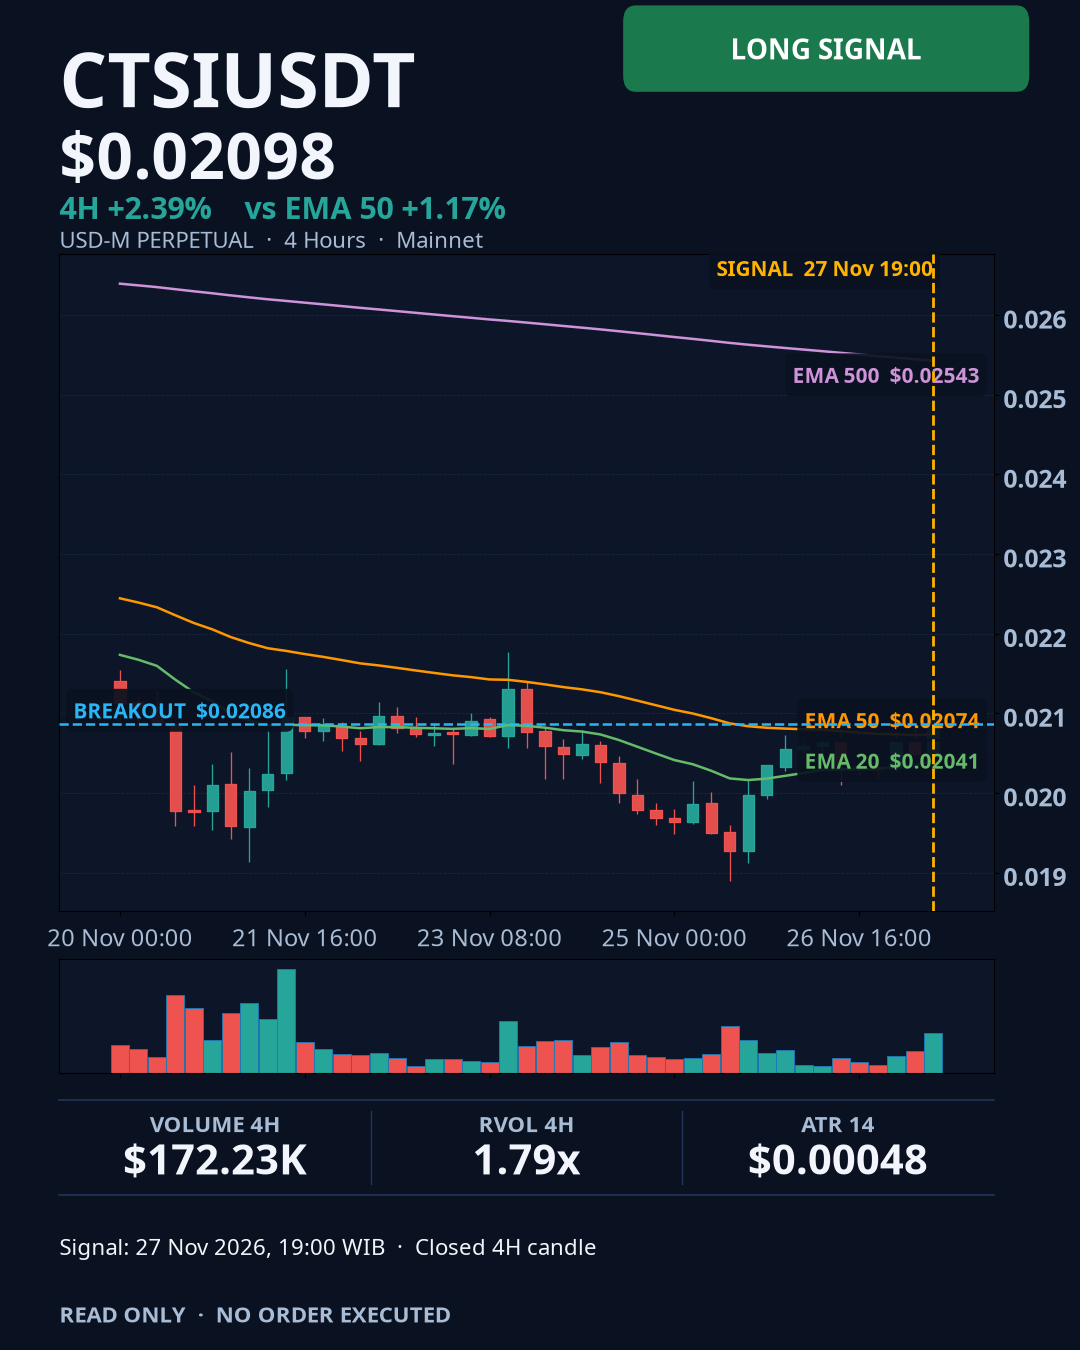 LONG SIGNAL
CTSIUSDT
$0.02098
4H +2.39% vs EMA 50 +1.17%
USD-M PERPETUAL · 4 Hours · Mainnet
SIGNAL 27 Nov 19:00
0.026
EMA 500 $0.02543
0.025
0.024
0.023
0.022
BREAKOUT $0.02086
EMA 50 $0.02074
0.021
EMA 20 $0.02041
0.020
0.019
20 Nov 00:00 21 Nov 16:00 23 Nov 08:00 25 Nov 00:00 26 Nov 16:00
VOLUME 4H RVOL 4H ATR 14
$172.23K 1.79x $0.00048
Signal: 27 Nov 2026, 19:00 WIB · Closed 4H candle
READ ONLY · NO ORDER EXECUTED